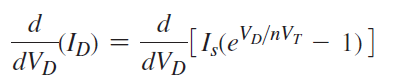 d/dV_D (I_D) = d/dV_D [I_s(e^{V_D/nV_T} − 1)]